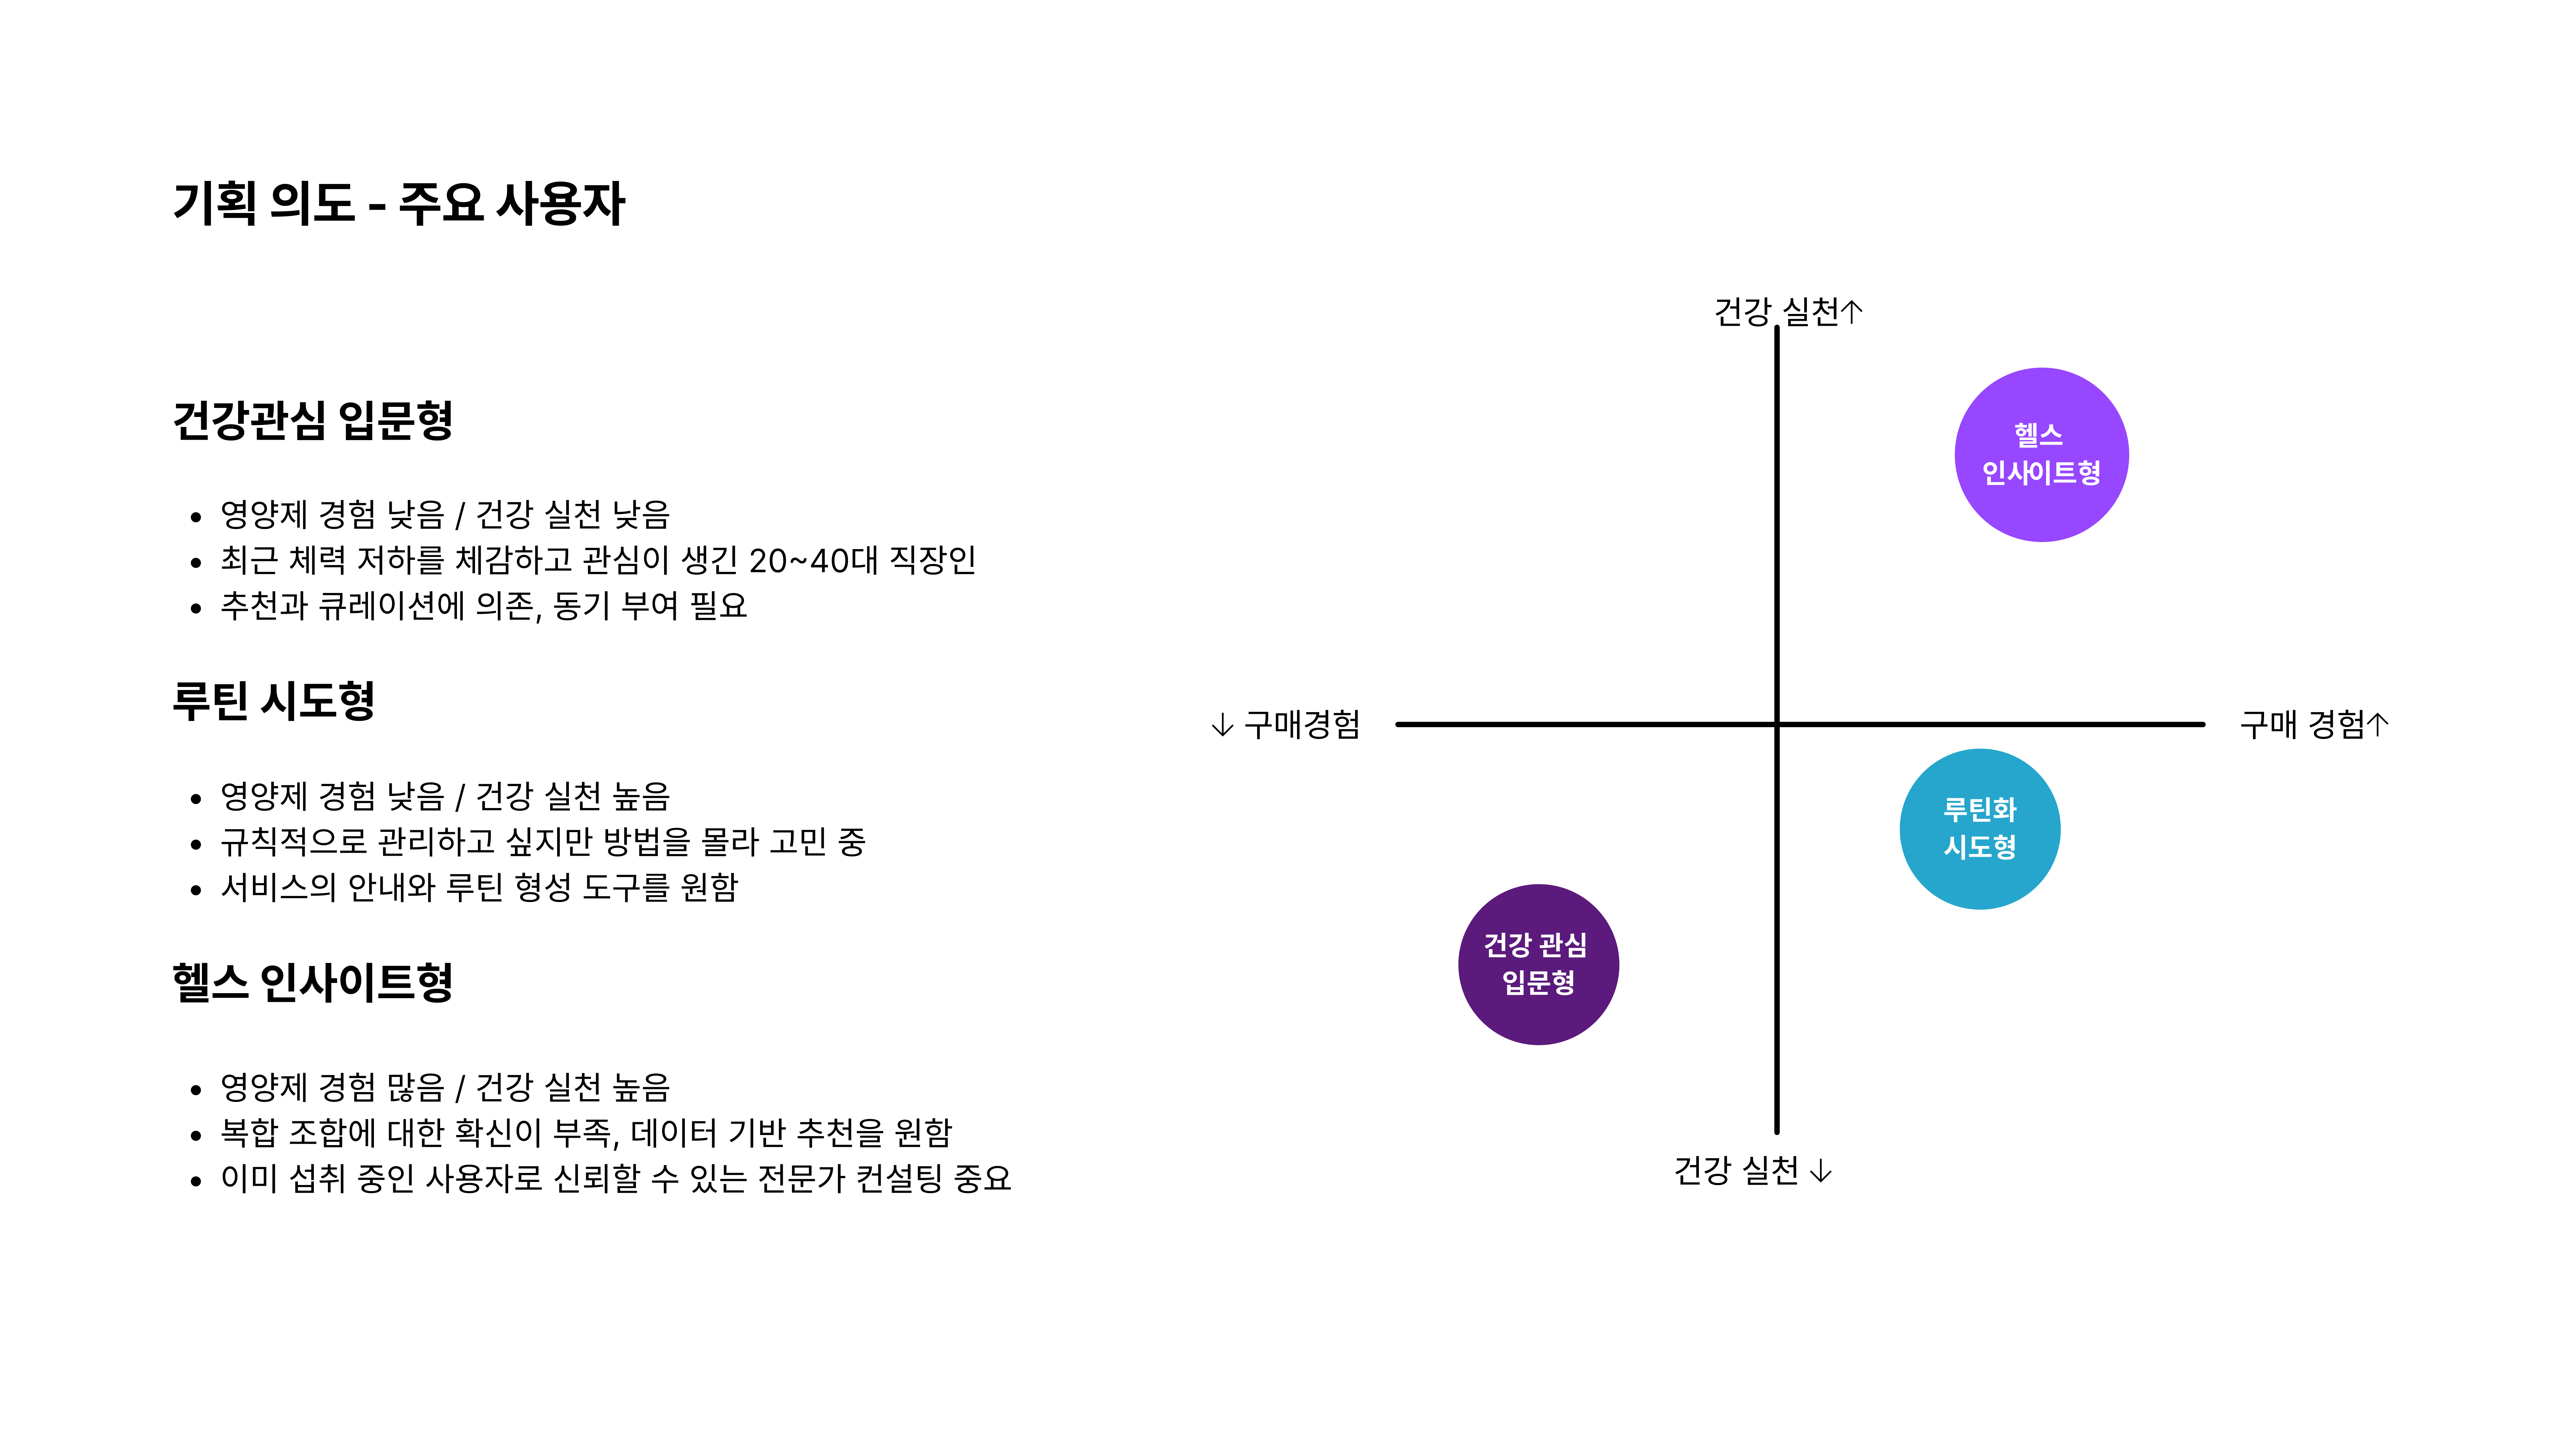 기획 의도 - 주요 사용자
건강관심 입문형
• 영양제 경험 낮음 / 건강 실천 낮음
• 최근 체력 저하를 체감하고 관심이 생긴 20~40대 직장인
• 추천과 큐레이션에 의존, 동기 부여 필요
루틴 시도형
• 영양제 경험 낮음 / 건강 실천 높음
• 규칙적으로 관리하고 싶지만 방법을 몰라 고민 중
• 서비스의 안내와 루틴 형성 도구를 원함
헬스 인사이트형
• 영양제 경험 많음 / 건강 실천 높음
• 복합 조합에 대한 확신이 부족, 데이터 기반 추천을 원함
• 이미 섭취 중인 사용자로 신뢰할 수 있는 전문가 컨설팅 중요
건강 실천↑
헬스
인사이트형
↓ 구매경험
구매 경험↑
루틴화
시도형
건강 관심
입문형
건강 실천 ↓